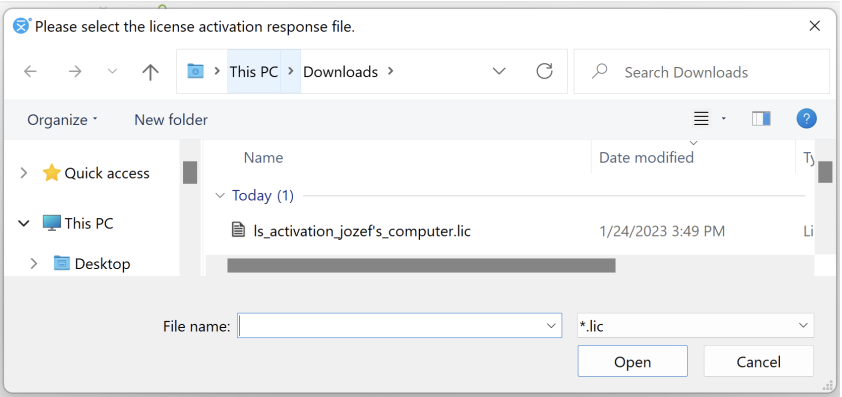 Please select the license activation response file.
This PC > Downloads >
Search Downloads
Organize
New folder
Name
Date modified
Quick access
Today (1)
This PC
ls_activation_jozef's_computer.lic
1/24/2023 3:49 PM
Li
Desktop
File name:
*.lic
Open
Cancel